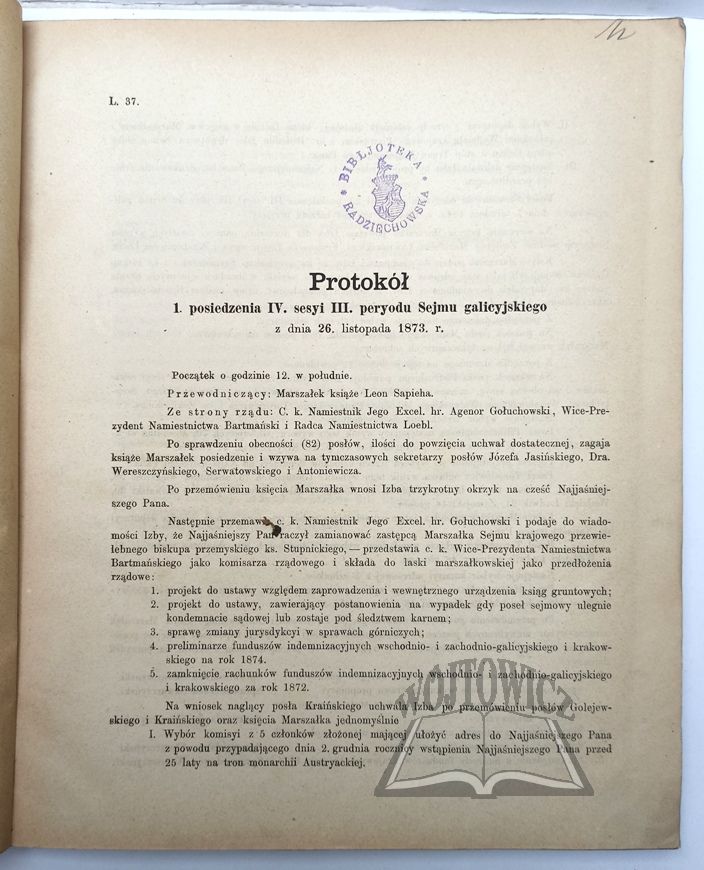 L. 37.
BIBLJOTEKA
RADZIECHOWSKA
Protokół
1. posiedzenia IV. sesyi III. peryodu Sejmu galicyjskiego
z dnia 26. listopada 1873. r.
Początek o godzinie 12. w południe.
Przewodniczący: Marszałek książe Leon Sapieha.
Ze strony rządu: C. k. Namiestnik Jego Excel. hr. Agenor Gołuchowski, Wice-Pre-
zydent Namiestnictwa Bartmański i Radca Namiestnictwa Loebl.
Po sprawdzeniu obecności (82) posłów, ilości do powzięcia uchwał dostatecznej, zagaja
książe Marszałek posiedzenie i wzywa na tymczasowych sekretarzy posłów Józefa Jasińskiego, Dra.
Wereszczyńskiego, Serwatowskiego i Antoniewicza.
Po przemówieniu księcia Marszałka wnosi Izba trzykrotny okrzyk na cześć Najjaśniej-
szego Pana.
Następnie przemawia c. k. Namiestnik Jego Excel. hr. Gołuchowski i podaje do wiado-
mości Izby, że Najjaśniejszy Pan raczył zamianować zastępcą Marszałka Sejmu krajowego przewie-
lebnego biskupa przemyskiego ks. Stupnickiego, — przedstawia c. k. Wice-Prezydenta Namiestnictwa
Bartmańskiego jako komisarza rządowego i składa do laski marszałkowskiej jako przedłożenia
rządowe:
1. projekt do ustawy względem zaprowadzenia i wewnętrznego urządzenia ksiąg gruntowych;
2. projekt do ustawy, zawierający postanowienia na wypadek gdy poseł sejmowy ulegnie
kondemnacie sądowej lub zostaje pod śledztwem karnem;
3. sprawę zmiany jurysdykcyi w sprawach górniczych;
4. preliminarze funduszów indemnizacyjnych wschodnio- i zachodnio-galicyjskiego i krakow-
skiego na rok 1874.
5. zamknięcie rachunków funduszów indemnizacyjnych wschodnio- i zachodnio-galicyjskiego
i krakowskiego za rok 1872.
Na wniosek naglący posła Kraińskiego uchwala Izba po przemówieniu posłów Golejew-
skiego i Kraińskiego oraz księcia Marszałka jednomyślnie
I. Wybór komisyi z 5 członków złożonej mającej ułożyć adres do Najjaśniejszego Pana
z powodu przypadającego dnia 2. grudnia rocznicy wstąpienia Najjaśniejszego Pana przed
25 laty na tron monarchii Austryackiej.
WÓJTOWICZ